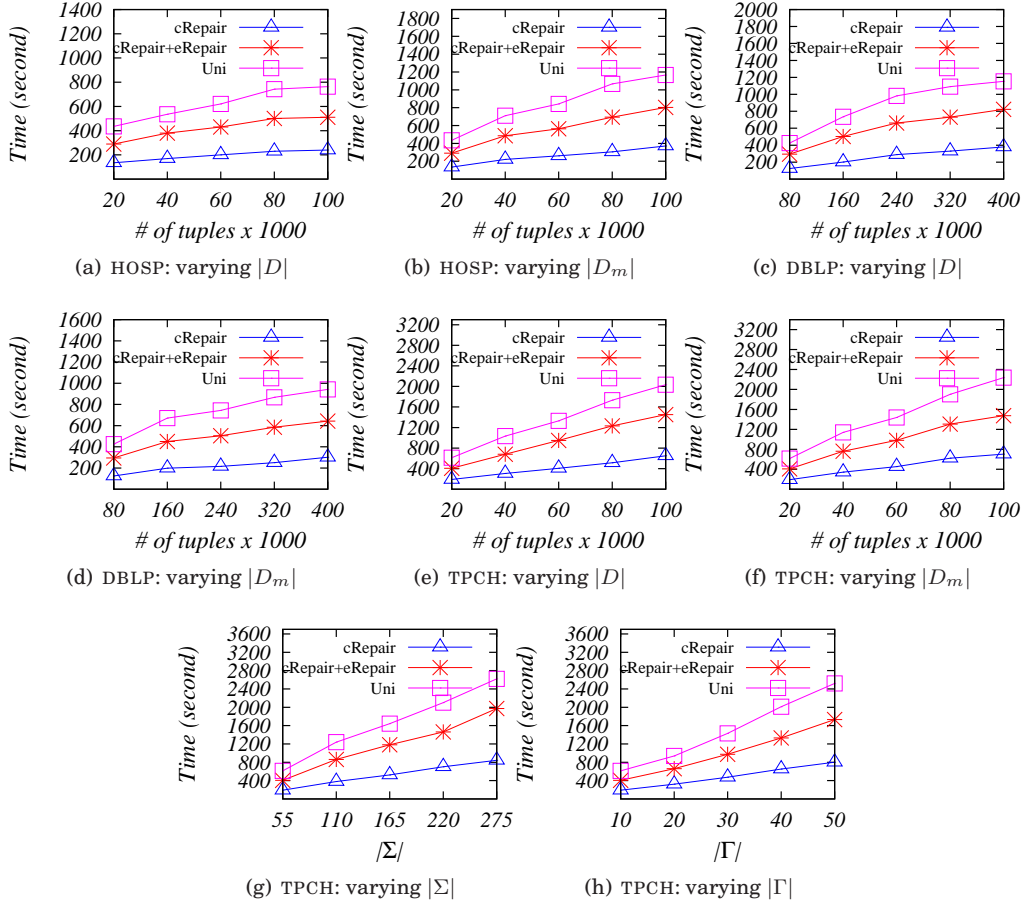 1400
1200
1000
800
600
400
200
Time (second)
cRepair
cRepair+eRepair
Uni
20 40 60 80 100
# of tuples x 1000
(a) HOSP: varying |D|
1800
1600
1400
1200
1000
800
600
400
200
Time (second)
cRepair
cRepair+eRepair
Uni
20 40 60 80 100
# of tuples x 1000
(b) HOSP: varying |D_m|
2000
1800
1600
1400
1200
1000
800
600
400
200
Time (second)
cRepair
cRepair+eRepair
Uni
80 160 240 320 400
# of tuples x 1000
(c) DBLP: varying |D|
1600
1400
1200
1000
800
600
400
200
Time (second)
cRepair
cRepair+eRepair
Uni
80 160 240 320 400
# of tuples x 1000
(d) DBLP: varying |D_m|
3200
2800
2400
2000
1600
1200
800
400
Time (second)
cRepair
cRepair+eRepair
Uni
20 40 60 80 100
# of tuples x 1000
(e) TPCH: varying |D|
3200
2800
2400
2000
1600
1200
800
400
Time (second)
cRepair
cRepair+eRepair
Uni
20 40 60 80 100
# of tuples x 1000
(f) TPCH: varying |D_m|
3600
3200
2800
2400
2000
1600
1200
800
400
Time (second)
cRepair
cRepair+eRepair
Uni
55 110 165 220 275
|Σ|
(g) TPCH: varying |Σ|
3600
3200
2800
2400
2000
1600
1200
800
400
Time (second)
cRepair
cRepair+eRepair
Uni
10 20 30 40 50
|Γ|
(h) TPCH: varying |Γ|